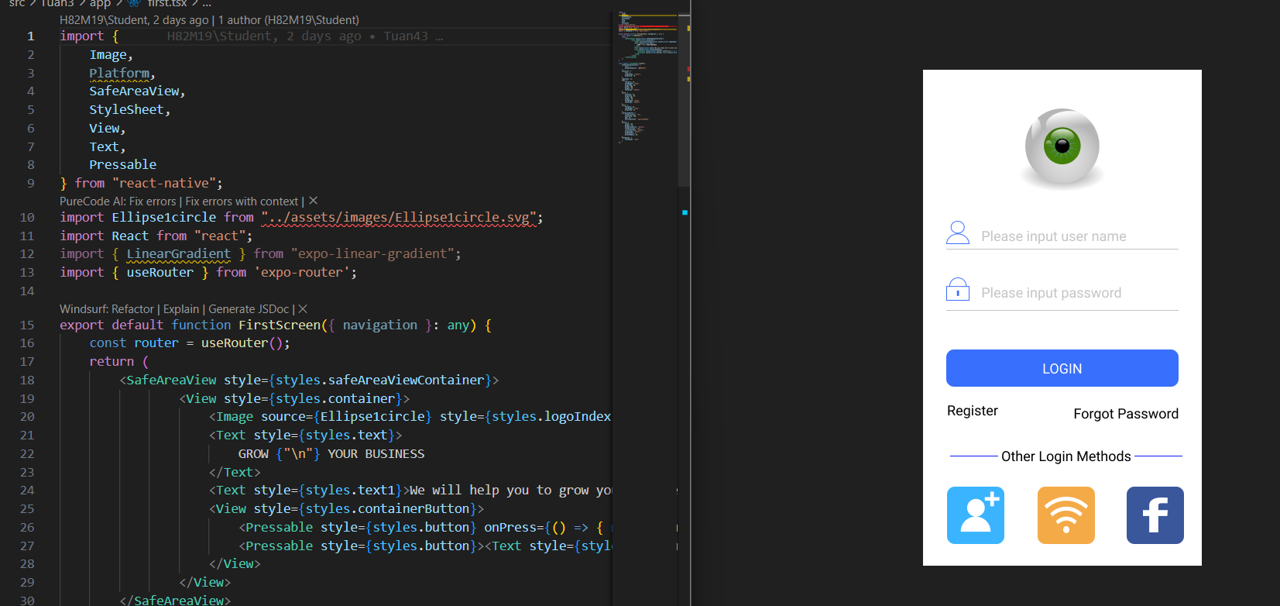 src > Tuan3 > app > first.tsx > ...
H82M19\Student, 2 days ago | 1 author (H82M19\Student)
1 import { H82M19\Student, 2 days ago • Tuan43 …
2 Image,
3 Platform,
4 SafeAreaView,
5 StyleSheet,
6 View,
7 Text,
8 Pressable
9 } from "react-native";
PureCode AI: Fix errors | Fix errors with context | ✕
10 import Ellipse1circle from "../assets/images/Ellipse1circle.svg";
11 import React from "react";
12 import { LinearGradient } from "expo-linear-gradient";
13 import { useRouter } from 'expo-router';
14
Windsurf: Refactor | Explain | Generate JSDoc | ✕
15 export default function FirstScreen({ navigation }: any) {
16 const router = useRouter();
17 return (
18 <SafeAreaView style={styles.safeAreaViewContainer}>
19 <View style={styles.container}>
20 <Image source={Ellipse1circle} style={styles.logoIndex
21 <Text style={styles.text}>
22 GROW {"\n"} YOUR BUSINESS
23 </Text>
24 <Text style={styles.text1}>We will help you to grow yo
25 <View style={styles.containerButton}>
26 <Pressable style={styles.button} onPress={() => {
27 <Pressable style={styles.button}><Text style={styl
28 </View>
29 </View>
30 </SafeAreaView>
Please input user name
Please input password
LOGIN
Register
Forgot Password
Other Login Methods